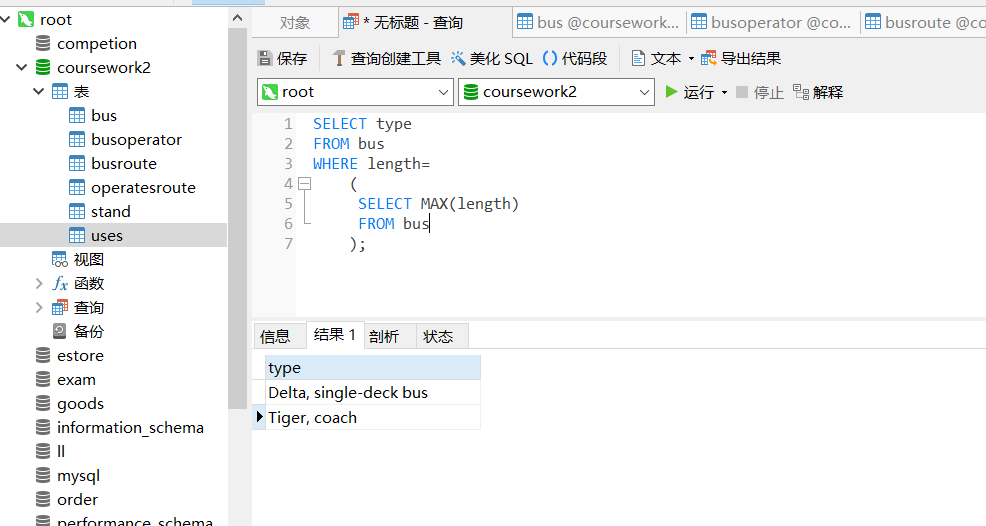 root
competion
coursework2
表
bus
busoperator
busroute
operatesroute
stand
uses
视图
fx 函数
查询
备份
estore
exam
goods
information_schema
ll
mysql
order
performance_schema
对象
* 无标题 - 查询
bus @coursework...
busoperator @co...
busroute @co
保存
查询创建工具
美化 SQL
() 代码段
文本
导出结果
root
coursework2
运行
停止
解释
1 SELECT type
2 FROM bus
3 WHERE length=
4 (
5 SELECT MAX(length)
6 FROM bus
7 );
信息
结果 1
剖析
状态
type
Delta, single-deck bus
Tiger, coach